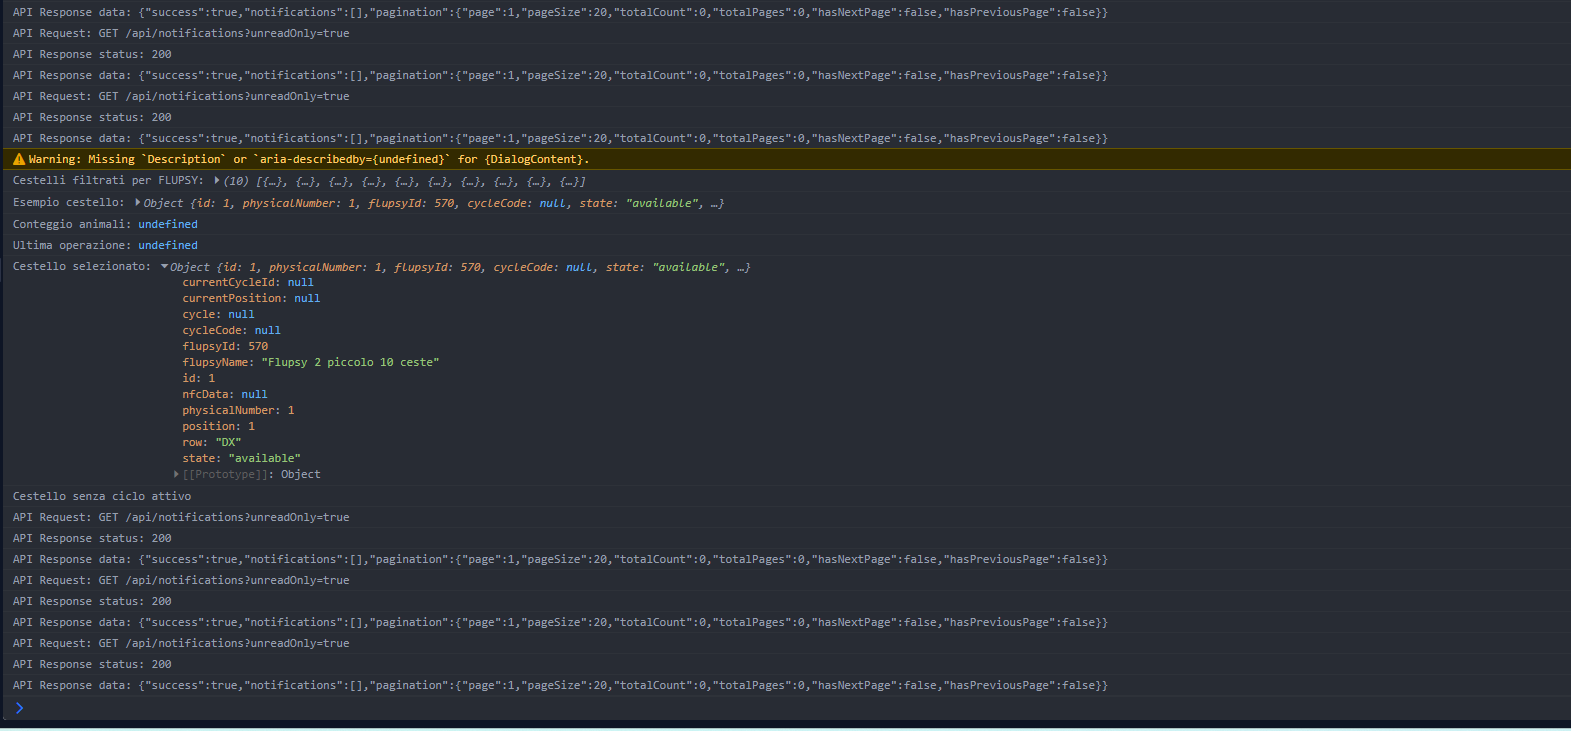 API Response data: {"success":true,"notifications":[],"pagination":{"page":1,"pageSize":20,"totalCount":0,"totalPages":0,"hasNextPage":false,"hasPreviousPage":false}}
API Request: GET /api/notifications?unreadOnly=true
API Response status: 200
API Response data: {"success":true,"notifications":[],"pagination":{"page":1,"pageSize":20,"totalCount":0,"totalPages":0,"hasNextPage":false,"hasPreviousPage":false}}
API Request: GET /api/notifications?unreadOnly=true
API Response status: 200
API Response data: {"success":true,"notifications":[],"pagination":{"page":1,"pageSize":20,"totalCount":0,"totalPages":0,"hasNextPage":false,"hasPreviousPage":false}}
Warning: Missing `Description` or `aria-describedby={undefined}` for {DialogContent}.
Cestelli filtrati per FLUPSY: (10) [{…}, {…}, {…}, {…}, {…}, {…}, {…}, {…}, {…}, {…}]
Esempio cestello: Object {id: 1, physicalNumber: 1, flupsyId: 570, cycleCode: null, state: "available", …}
Conteggio animali: undefined
Ultima operazione: undefined
Cestello selezionato: Object {id: 1, physicalNumber: 1, flupsyId: 570, cycleCode: null, state: "available", …}
currentCycleId: null
currentPosition: null
cycle: null
cycleCode: null
flupsyId: 570
flupsyName: "Flupsy 2 piccolo 10 ceste"
id: 1
nfcData: null
physicalNumber: 1
position: 1
row: "DX"
state: "available"
[[Prototype]]: Object
Cestello senza ciclo attivo
API Request: GET /api/notifications?unreadOnly=true
API Response status: 200
API Response data: {"success":true,"notifications":[],"pagination":{"page":1,"pageSize":20,"totalCount":0,"totalPages":0,"hasNextPage":false,"hasPreviousPage":false}}
API Request: GET /api/notifications?unreadOnly=true
API Response status: 200
API Response data: {"success":true,"notifications":[],"pagination":{"page":1,"pageSize":20,"totalCount":0,"totalPages":0,"hasNextPage":false,"hasPreviousPage":false}}
API Request: GET /api/notifications?unreadOnly=true
API Response status: 200
API Response data: {"success":true,"notifications":[],"pagination":{"page":1,"pageSize":20,"totalCount":0,"totalPages":0,"hasNextPage":false,"hasPreviousPage":false}}